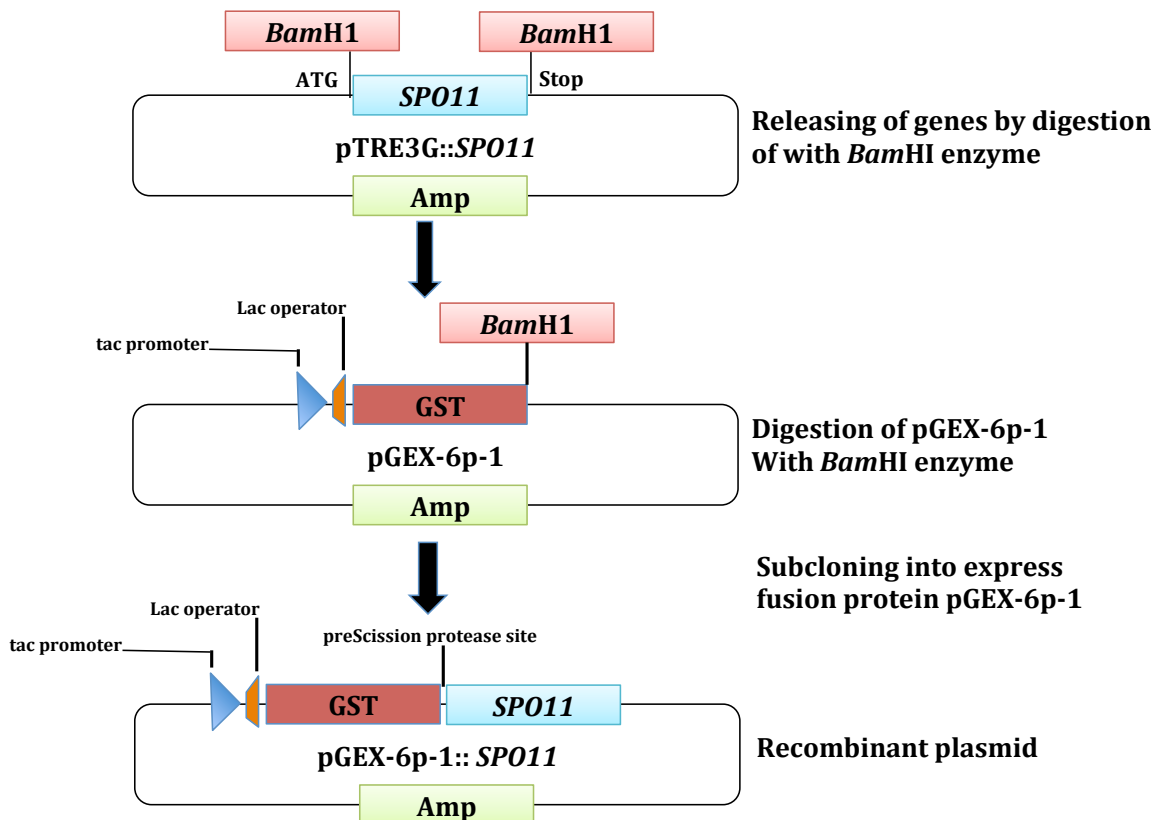 BamH1
BamH1
ATG
SPO11
Stop
pTRE3G::SPO11
Amp
Releasing of genes by digestion
of with BamHI enzyme
Lac operator
tac promoter
BamH1
GST
pGEX-6p-1
Amp
Digestion of pGEX-6p-1
With BamHI enzyme
Subcloning into express
fusion protein pGEX-6p-1
Lac operator
tac promoter
preScission protease site
GST
SPO11
pGEX-6p-1:: SPO11
Amp
Recombinant plasmid